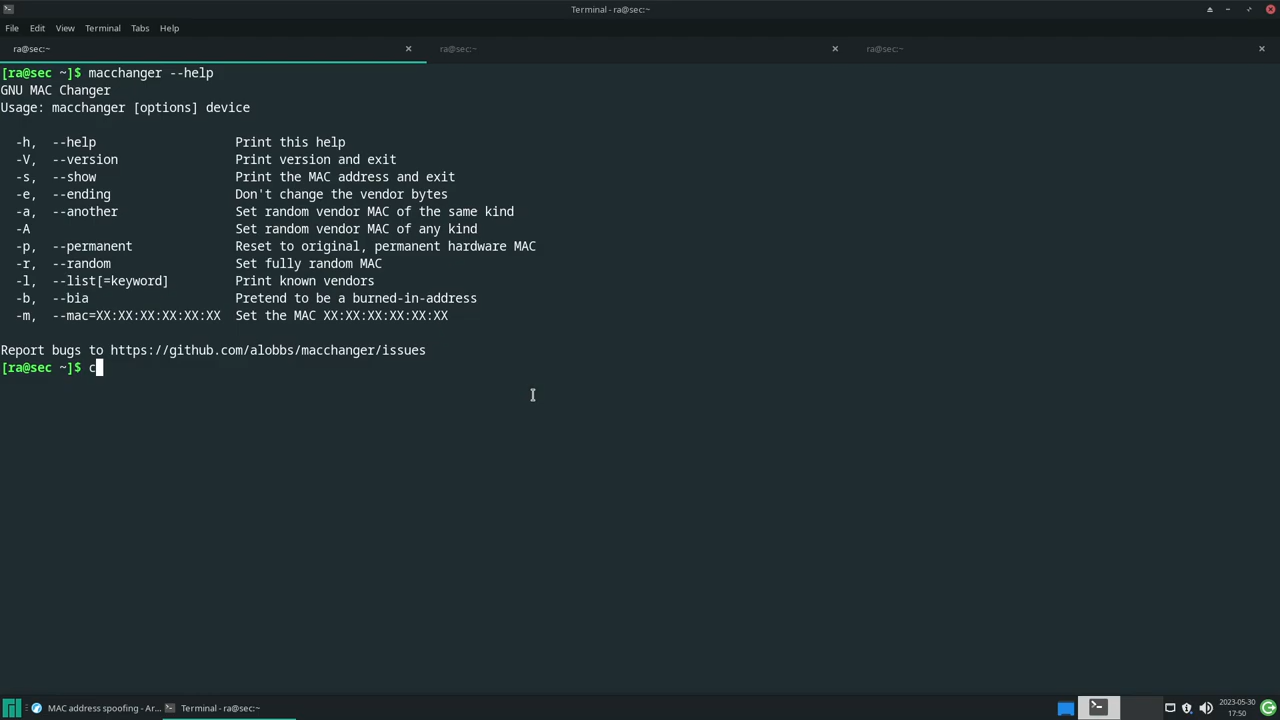 Terminal - ra@sec:~
File Edit View Terminal Tabs Help
ra@sec:~ ra@sec:~ ra@sec:~
[ra@sec ~]$ macchanger --help
GNU MAC Changer
Usage: macchanger [options] device
-h, --help Print this help
-V, --version Print version and exit
-s, --show Print the MAC address and exit
-e, --ending Don't change the vendor bytes
-a, --another Set random vendor MAC of the same kind
-A Set random vendor MAC of any kind
-p, --permanent Reset to original, permanent hardware MAC
-r, --random Set fully random MAC
-l, --list[=keyword] Print known vendors
-b, --bia Pretend to be a burned-in-address
-m, --mac=XX:XX:XX:XX:XX:XX Set the MAC XX:XX:XX:XX:XX:XX
Report bugs to https://github.com/alobbs/macchanger/issues
[ra@sec ~]$ c
MAC address spoofing - Ar... Terminal - ra@sec:~ 2023-05-30
17:50